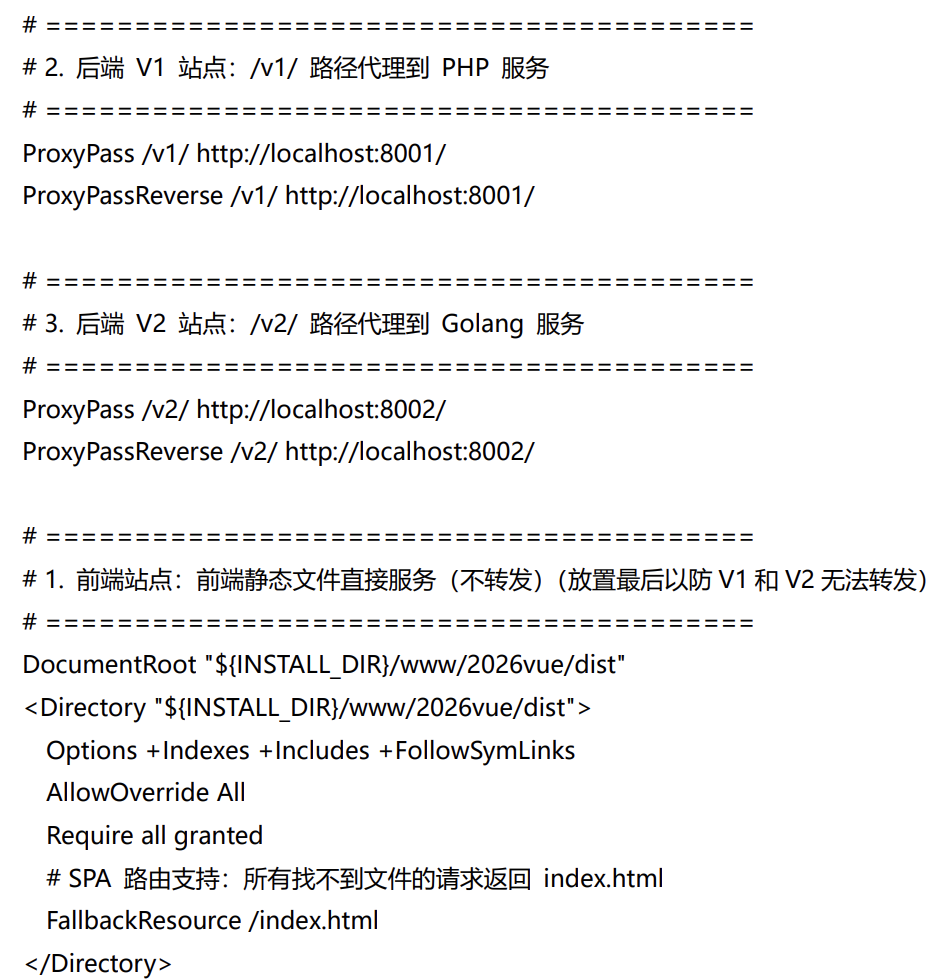 # ========================================
# 2. 后端 V1 站点：/v1/ 路径代理到 PHP 服务
# ========================================
ProxyPass /v1/ http://localhost:8001/
ProxyPassReverse /v1/ http://localhost:8001/
# ========================================
# 3. 后端 V2 站点：/v2/ 路径代理到 Golang 服务
# ========================================
ProxyPass /v2/ http://localhost:8002/
ProxyPassReverse /v2/ http://localhost:8002/
# ========================================
# 1. 前端站点：前端静态文件直接服务（不转发）（放置最后以防 V1 和 V2 无法转发）
# ========================================
DocumentRoot "${INSTALL_DIR}/www/2026vue/dist"
<Directory "${INSTALL_DIR}/www/2026vue/dist">
Options +Indexes +Includes +FollowSymLinks
AllowOverride All
Require all granted
# SPA 路由支持：所有找不到文件的请求返回 index.html
FallbackResource /index.html
</Directory>